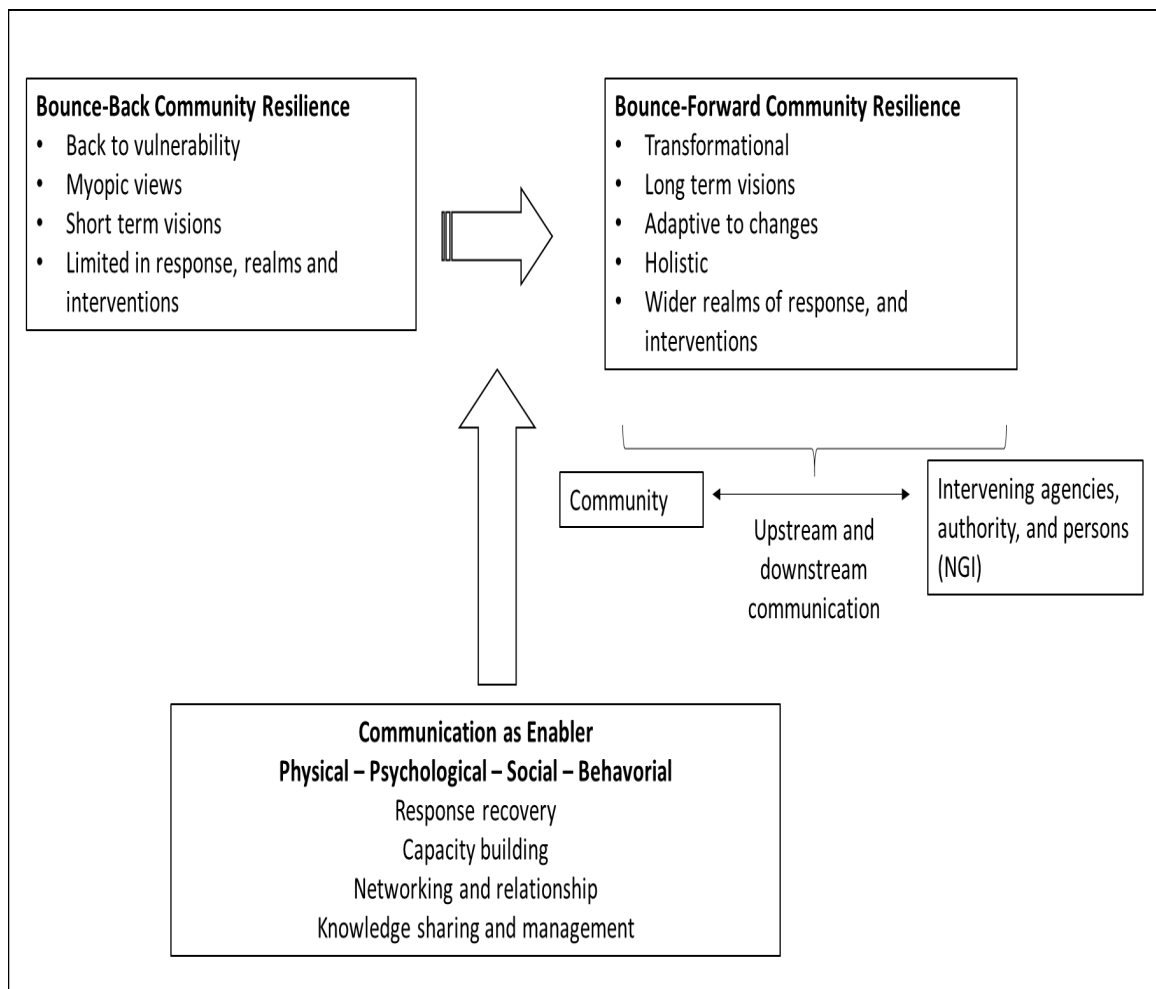 Bounce-Back Community Resilience
• Back to vulnerability
• Myopic views
• Short term visions
• Limited in response, realms and
interventions
Bounce-Forward Community Resilience
• Transformational
• Long term visions
• Adaptive to changes
• Holistic
• Wider realms of response, and
interventions
Community
Upstream and
downstream
communication
Intervening agencies,
authority, and persons
(NGI)
Communication as Enabler
Physical – Psychological – Social – Behavorial
Response recovery
Capacity building
Networking and relationship
Knowledge sharing and management